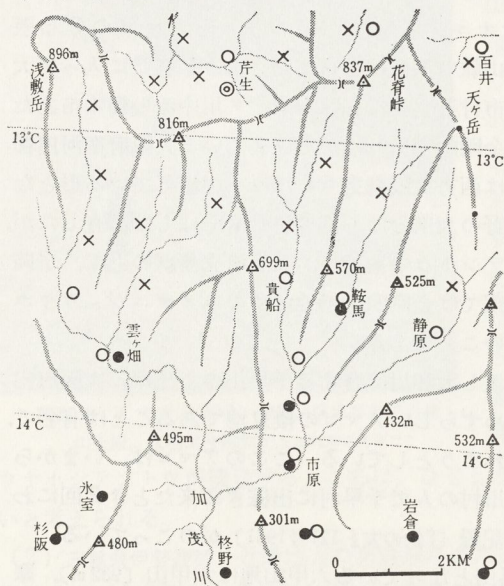 896m
浅敷岳
芹生
837m
花脊峠
百井
天ヶ岳
816m
13°C
13°C
699m
貴船
570m
鞍馬
525m
静原
雲ヶ畑
14°C
495m
432m
532m
14°C
氷室
市原
加茂川
杉阪
480m
柊野
301m
岩倉
0
2KM